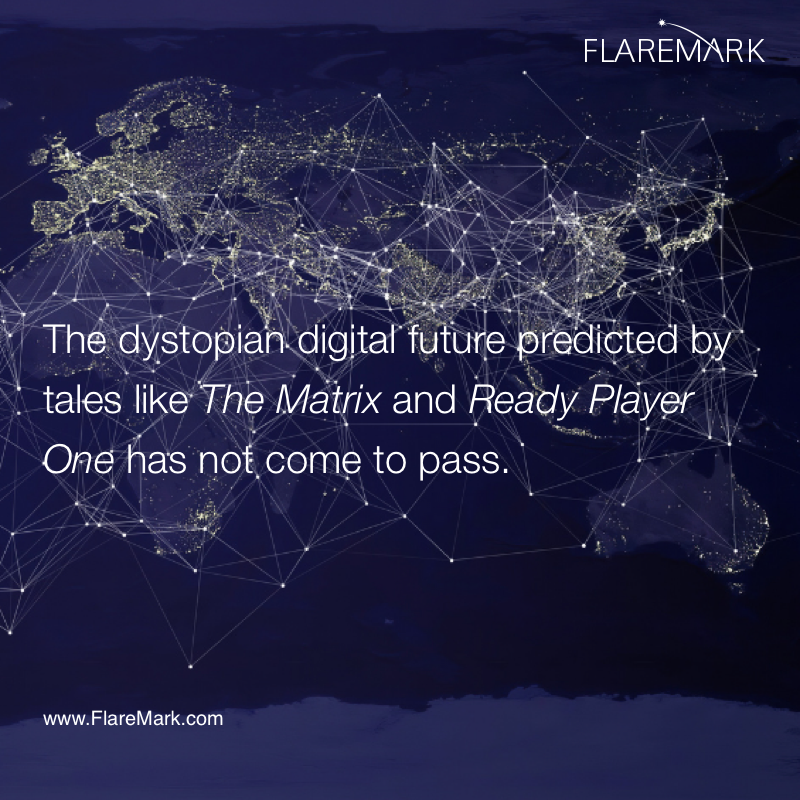 FLAREMARK
The dystopian digital future predicted by
tales like The Matrix and Ready Player
One has not come to pass.
www.FlareMark.com